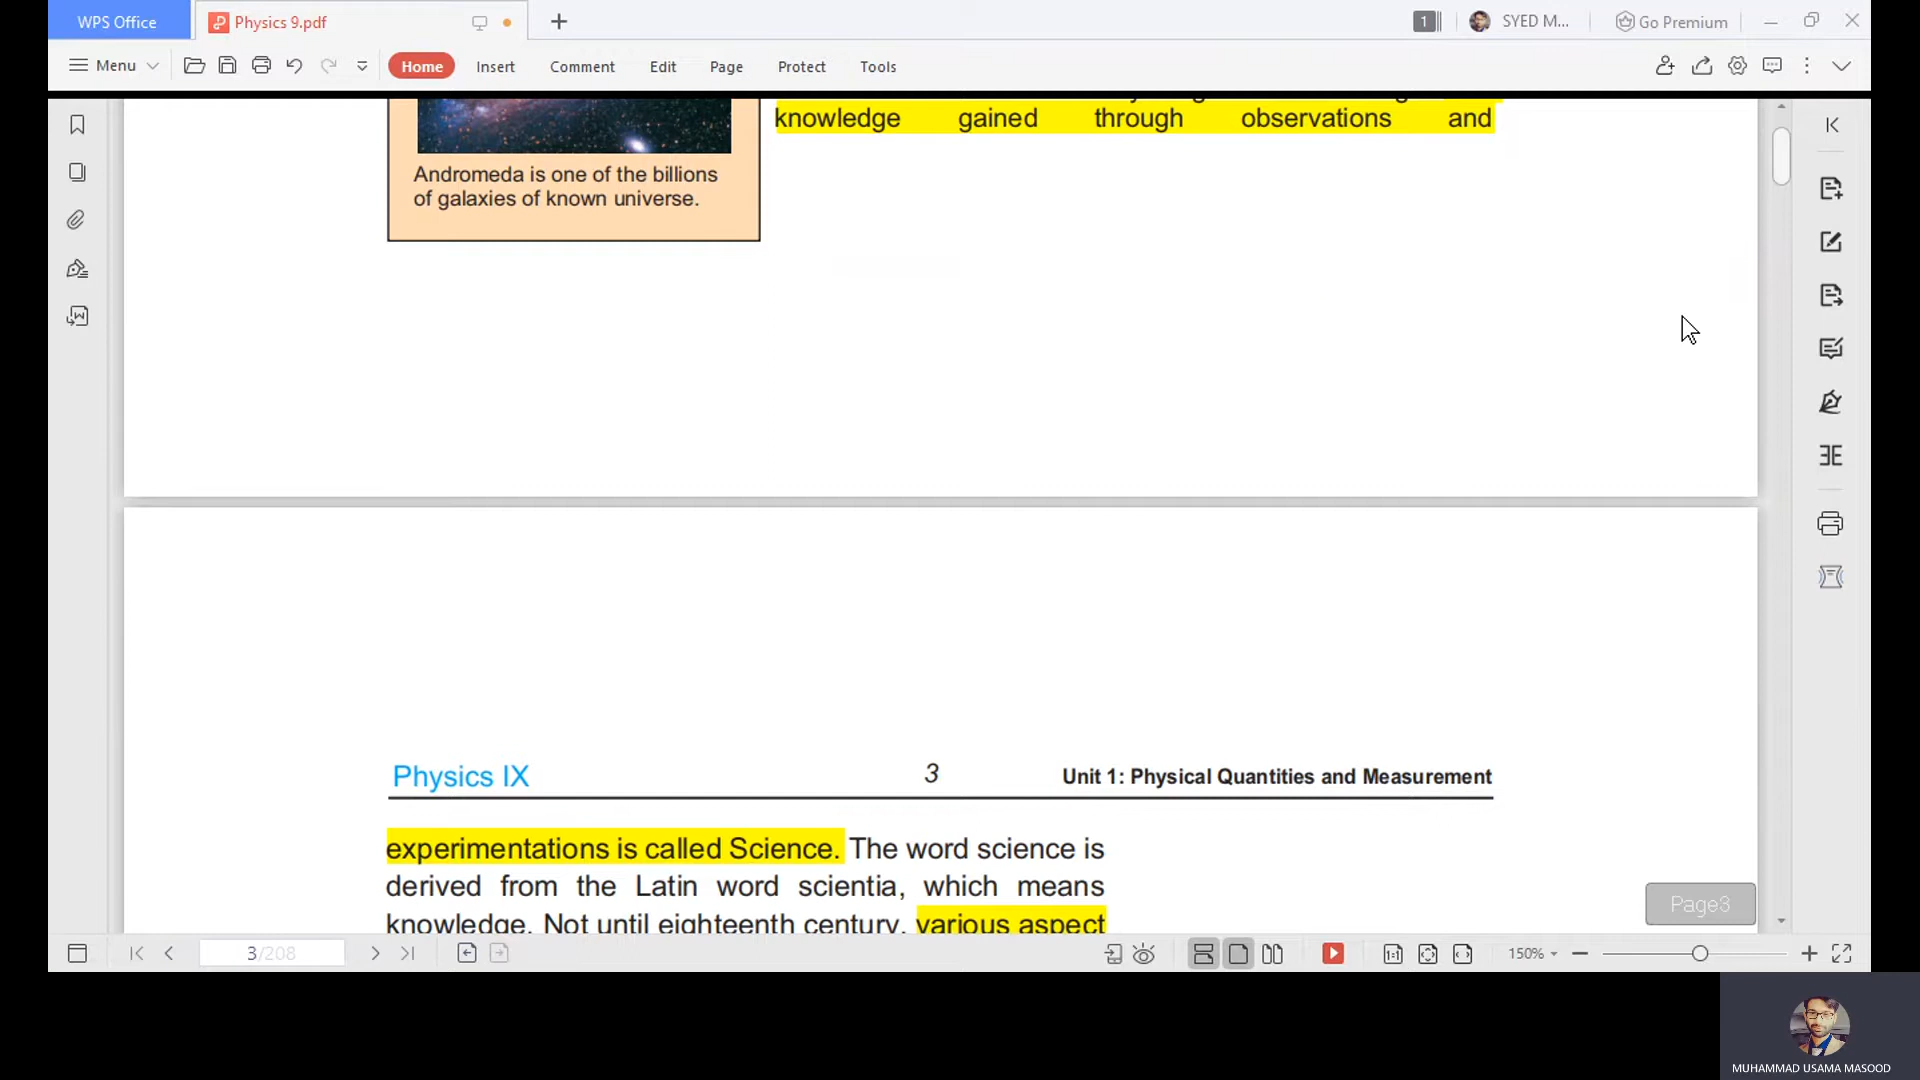 WPS Office
Physics 9.pdf
1
SYED M...
Go Premium
Menu
Home
Insert
Comment
Edit
Page
Protect
Tools
knowledge gained through observations and
Andromeda is one of the billions
of galaxies of known universe.
Physics IX
3
Unit 1: Physical Quantities and Measurement
experimentations is called Science. The word science is
derived from the Latin word scientia, which means
knowledge. Not until eighteenth century, various aspect
Page3
3/208
150%
MUHAMMAD USAMA MASOOD